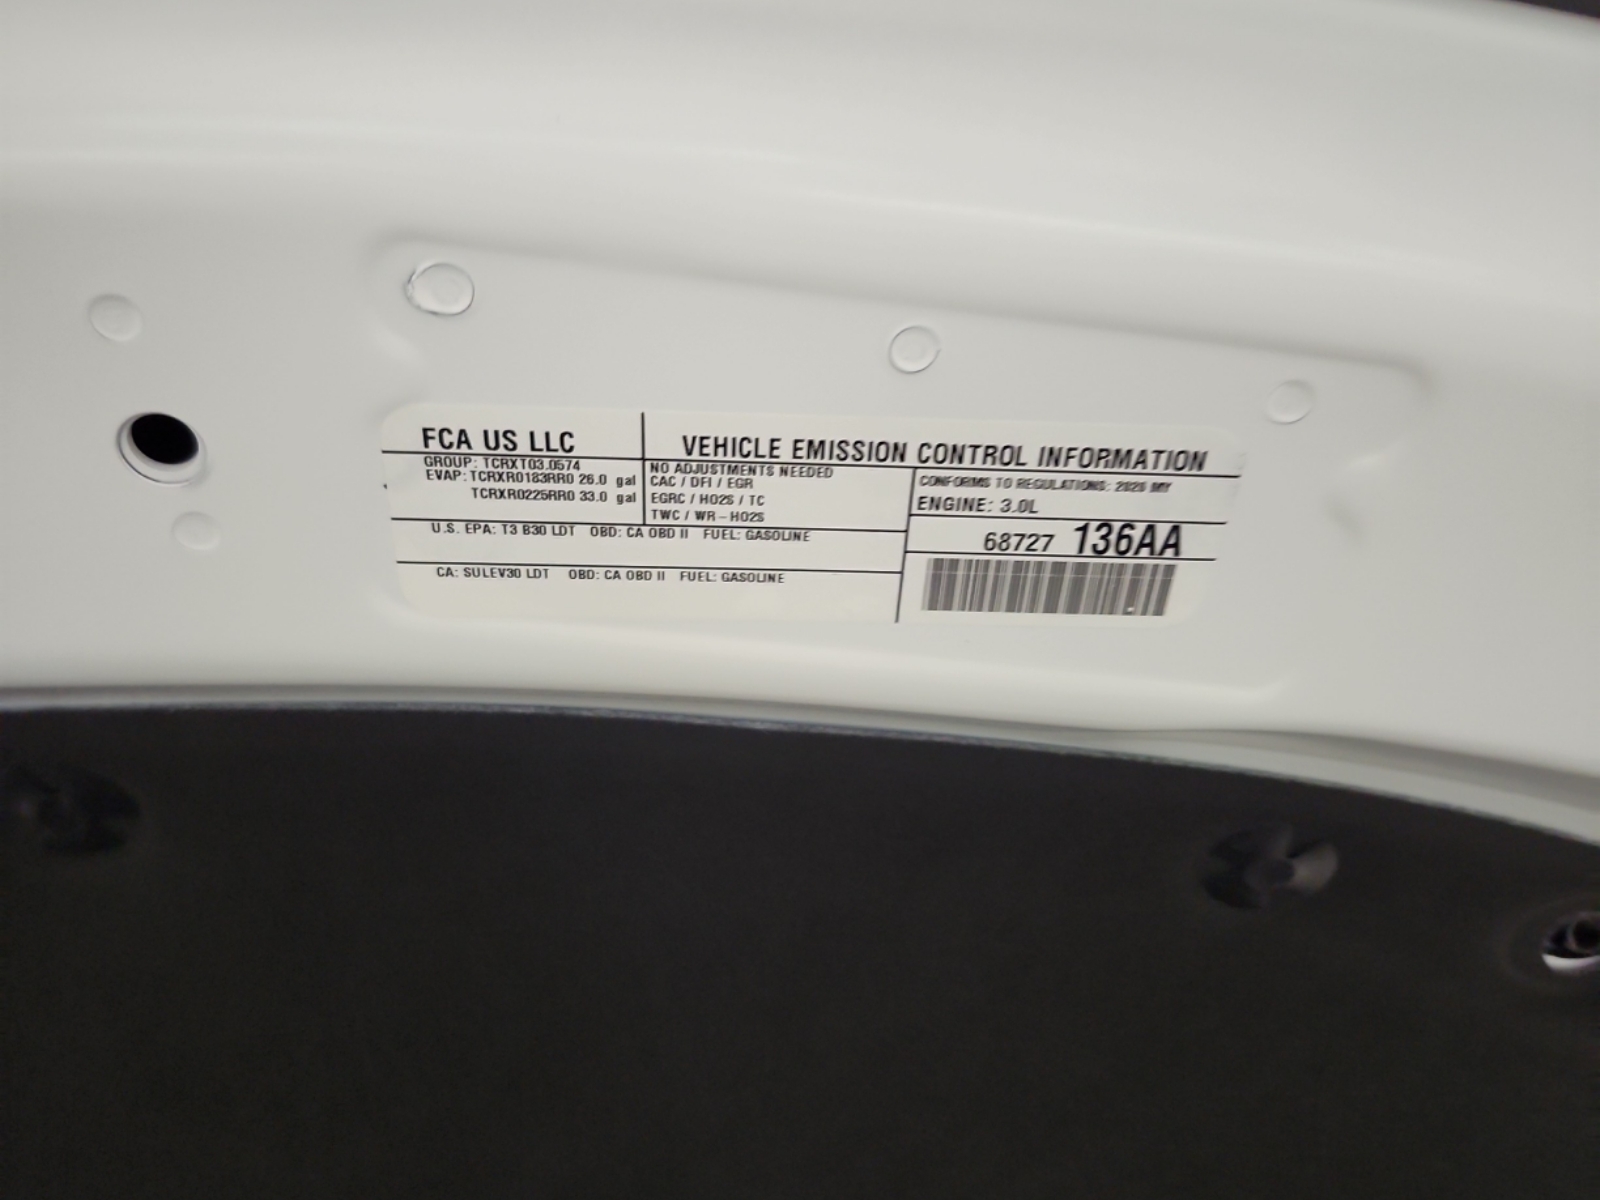 FCA US LLC
VEHICLE EMISSION CONTROL INFORMATION
GROUP: TCRXT03.0574
EVAP: TCRXR0183RR0 26.0 gal
TCRXR0225RR0 33.0 gal
NO ADJUSTMENTS NEEDED
CAC / DFI / EGR
EGRC / HO2S / TC
TWC / WR-HO2S
CONFORMS TO REGULATIONS: 2026 MY
ENGINE: 3.0L
68727 136AA
U.S. EPA: T3 B30 LDT OBD: CA OBD II FUEL: GASOLINE
CA: SULEV30 LDT OBD: CA OBD II FUEL: GASOLINE